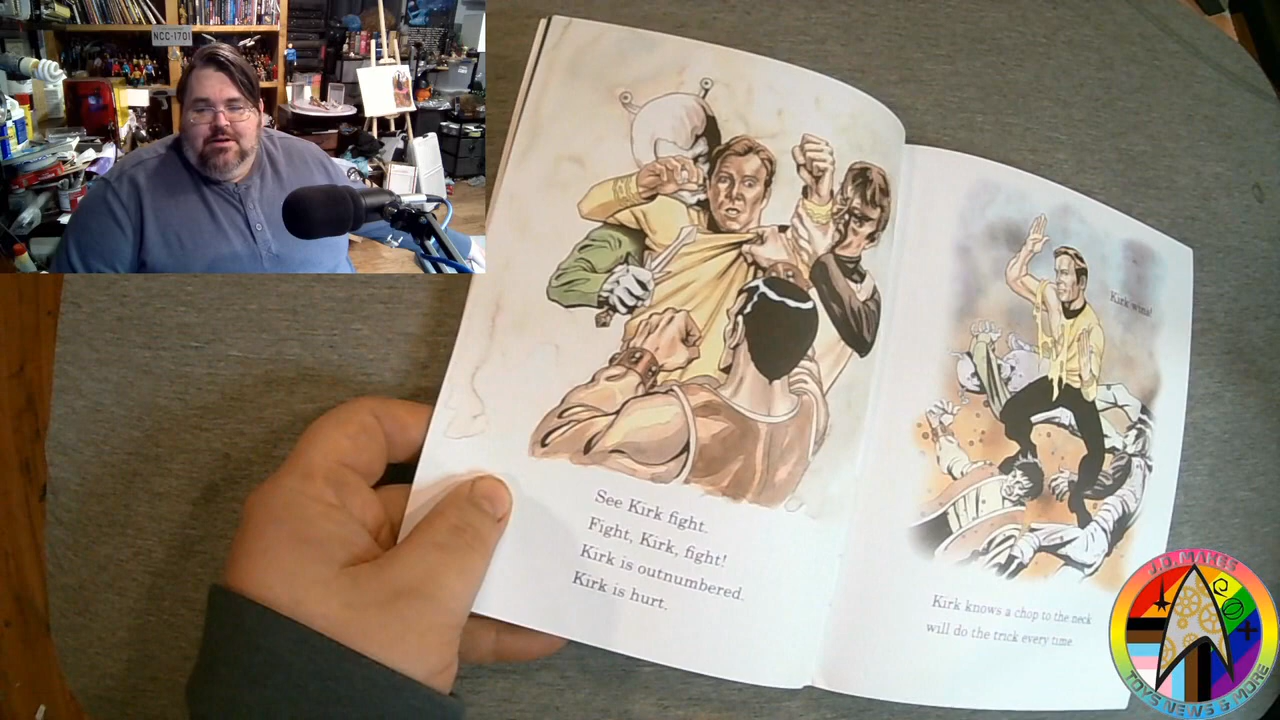 NCC-1701
See Kirk fight.
Fight, Kirk, fight!
Kirk is outnumbered.
Kirk is hurt.
Kirk wins!
Kirk knows a chop to the neck
will do the trick every time.
J.D. MAKES
TOYS NEWS & MORE